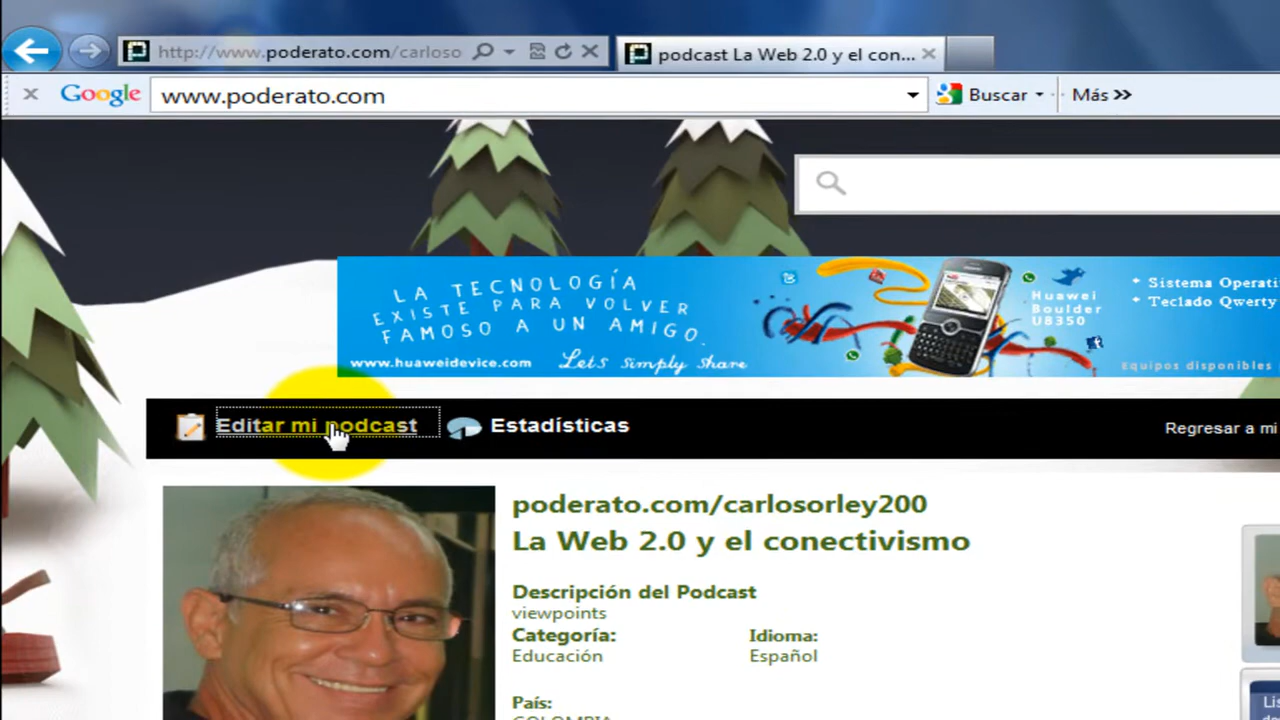 http://www.poderato.com/carloso
podcast La Web 2.0 y el con...
Google
www.poderato.com
Buscar
Más
LA TECNOLOGÍA
EXISTE PARA VOLVER
FAMOSO A UN AMIGO.
www.huaweidevice.com
Let's simply share
Huawei
Boulder
U8350
* Sistema Operati
* Teclado Qwerty
Equipos disponibles
Editar mi podcast
Estadísticas
Regresar a mi
poderato.com/carlosorley200
La Web 2.0 y el conectivismo
Descripción del Podcast
viewpoints
Categoría:
Idioma:
Educación
Español
País:
COLOMBIA
Lis